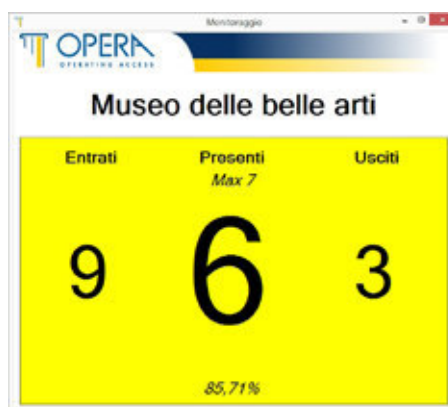 Monitoraggio
OPERA
OPERATING ACCESS
Museo delle belle arti
Entrati Presenti Usciti
Max 7
9 6 3
85,71%